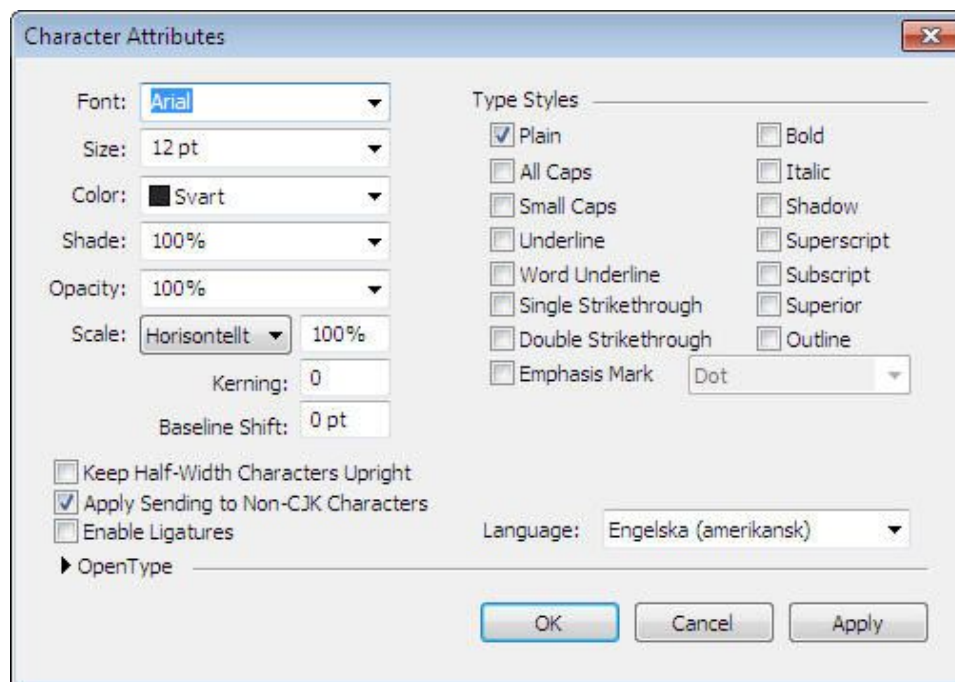 Character Attributes
Font: Arial
Size: 12 pt
Color: Svart
Shade: 100%
Opacity: 100%
Scale: Horisontellt 100%
Kerning: 0
Baseline Shift: 0 pt
Type Styles
Plain Bold
All Caps Italic
Small Caps Shadow
Underline Superscript
Word Underline Subscript
Single Strikethrough Superior
Double Strikethrough Outline
Emphasis Mark Dot
Keep Half-Width Characters Upright
Apply Sending to Non-CJK Characters
Enable Ligatures
Language: Engelska (amerikansk)
OpenType
OK Cancel Apply